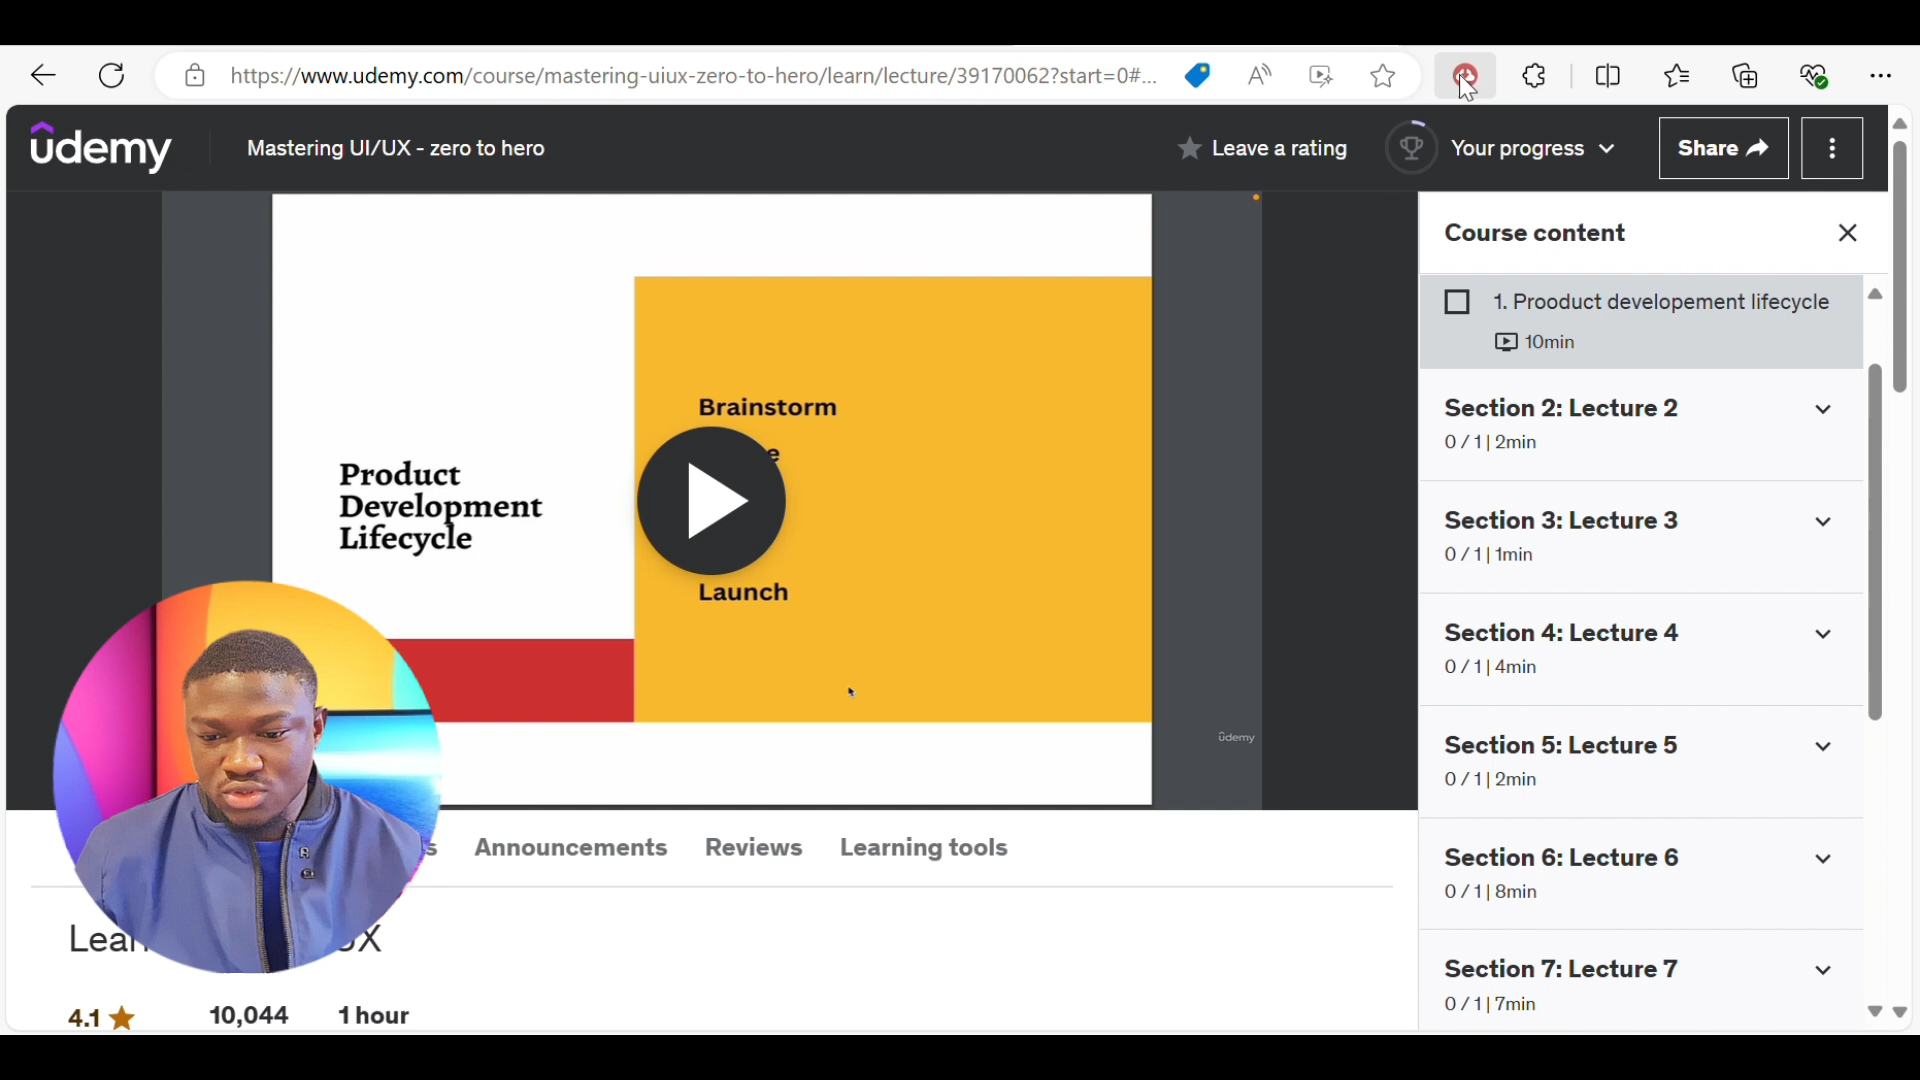 https://www.udemy.com/course/mastering-uiux-zero-to-hero/learn/lecture/39170062?start=0#...
A
udemy
Mastering UI/UX - zero to hero
Leave a rating
Your progress
Share
Brainstorm
Product
Development
Lifecycle
Launch
udemy
Announcements
Reviews
Learning tools
4.1
10,044
1 hour
Course content
1. Prooduct developement lifecycle
10min
Section 2: Lecture 2
0 / 1 | 2min
Section 3: Lecture 3
0 / 1 | 1min
Section 4: Lecture 4
0 / 1 | 4min
Section 5: Lecture 5
0 / 1 | 2min
Section 6: Lecture 6
0 / 1 | 8min
Section 7: Lecture 7
0 / 1 | 7min